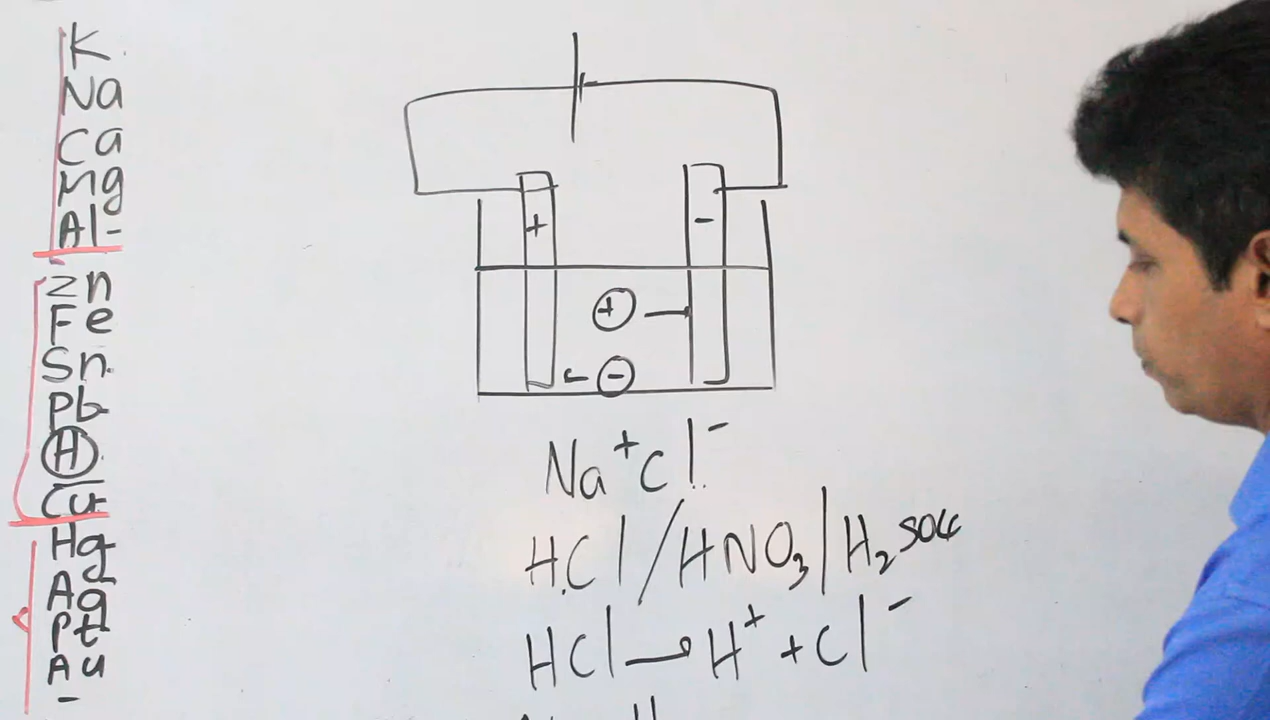 K
Na
Ca
Mg
Al-
Zn
Fe
Sn
Pb
H
Cu
Hg
Ag
Pt
Au
-
+ -
+
-
Na⁺Cl⁻
HCl/HNO₃/H₂SO₄
HCl→H⁺+Cl⁻